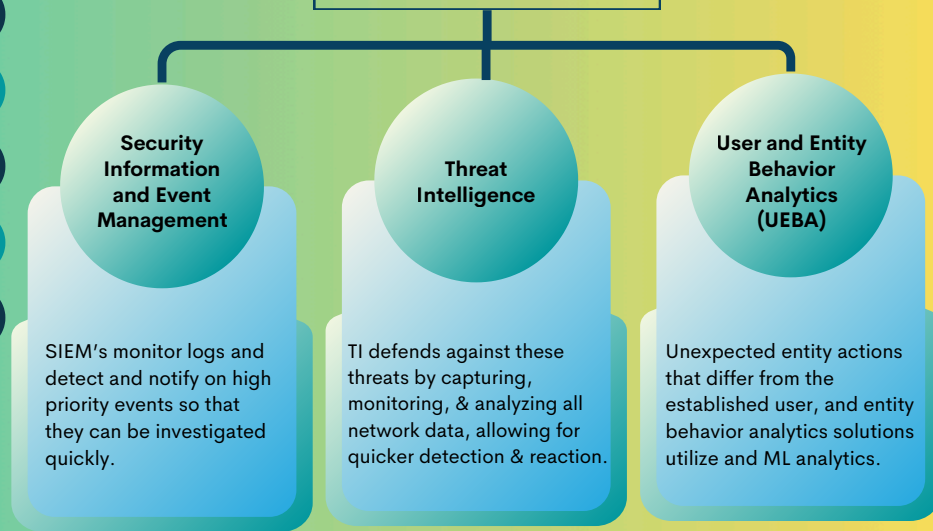 Security
Information
and Event
Management
SIEM's monitor logs and
detect and notify on high
priority events so that
they can be investigated
quickly.
Threat
Intelligence
TI defends against these
threats by capturing,
monitoring, & analyzing all
network data, allowing for
quicker detection & reaction.
User and Entity
Behavior
Analytics
(UEBA)
Unexpected entity actions
that differ from the
established user, and entity
behavior analytics solutions
utilize and ML analytics.